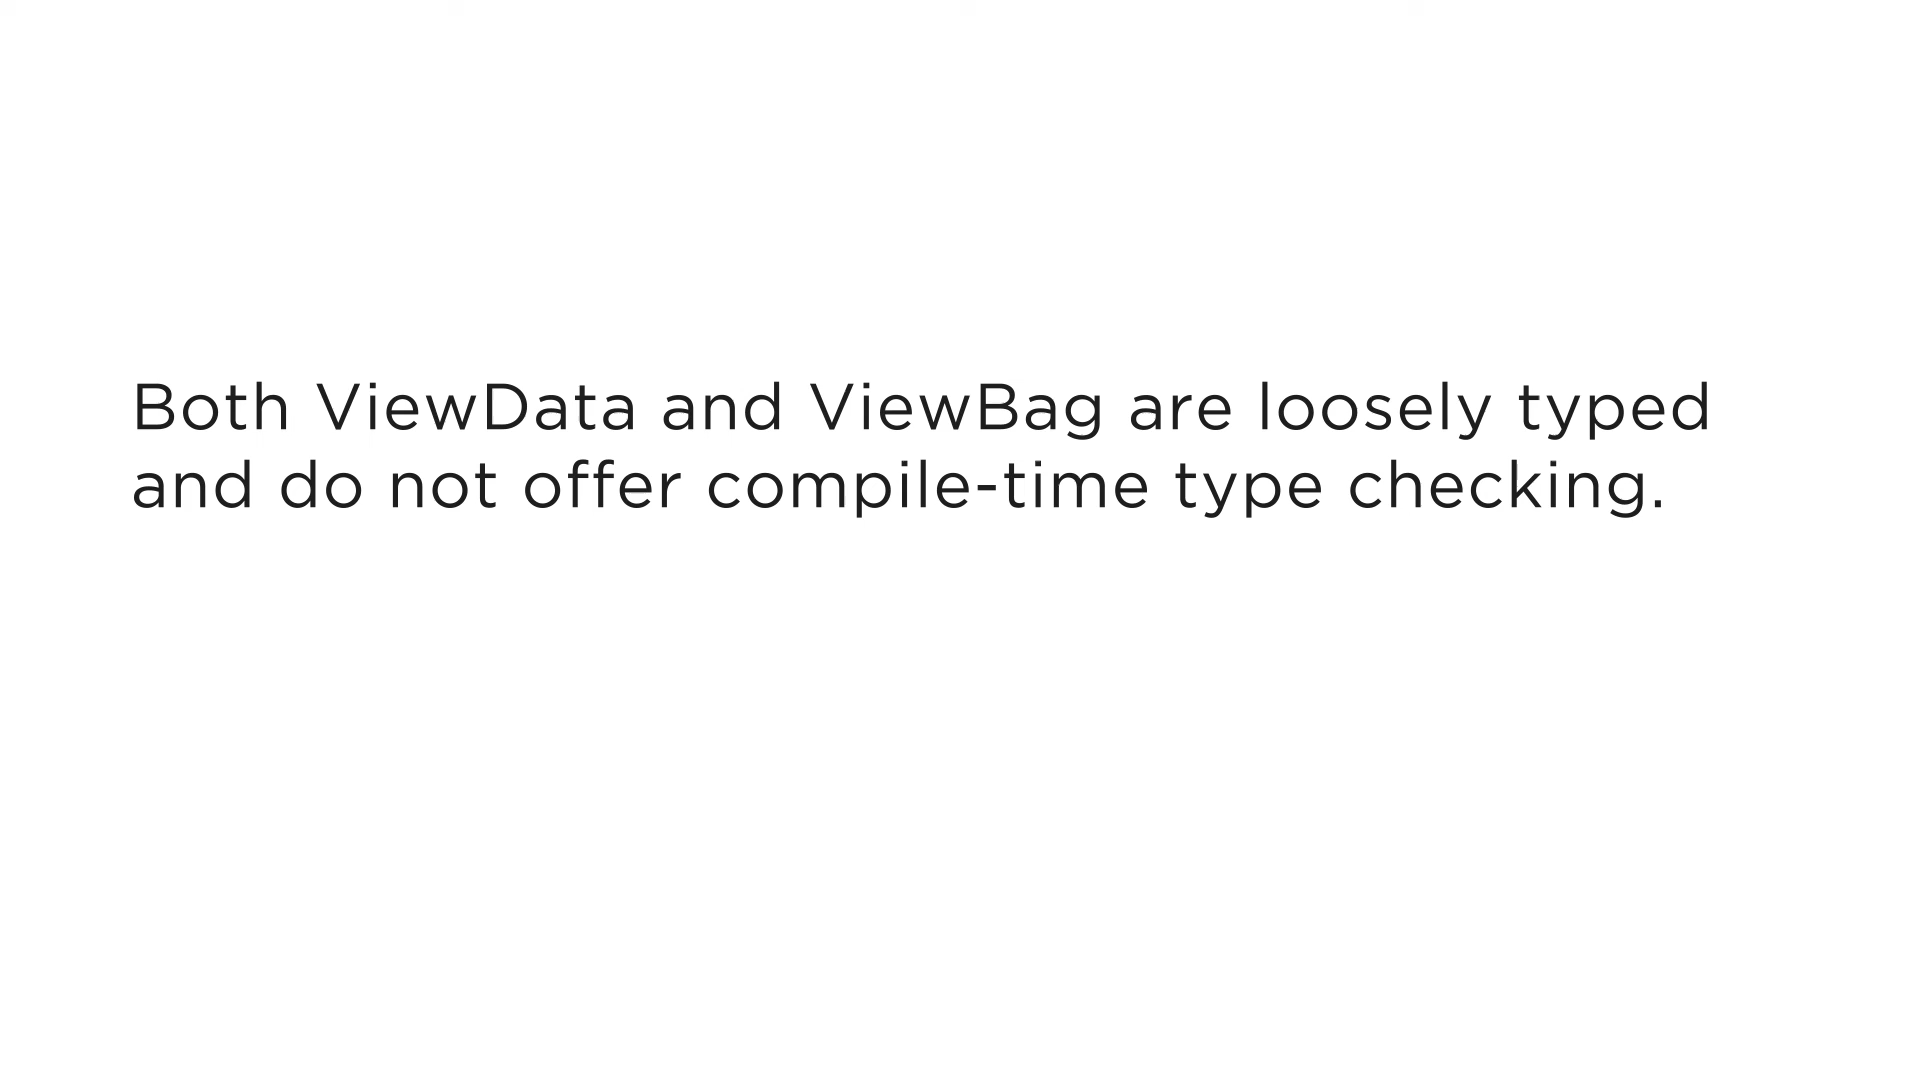 Both ViewData and ViewBag are loosely typed
and do not offer compile-time type checking.